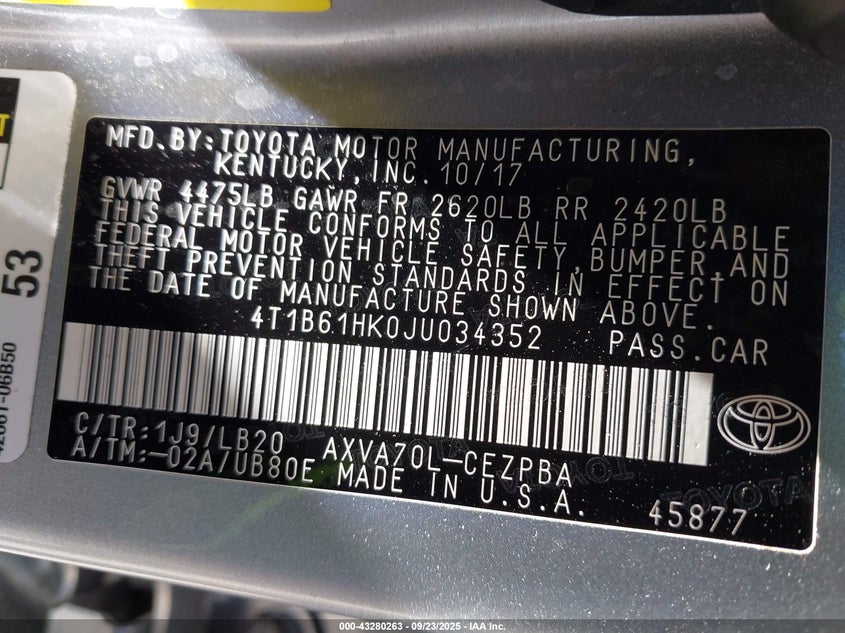 MFD.BY:TOYOTA MOTOR MANUFACTURING,
KENTUCKY,INC. 10/17
GVWR 4475LB GAWR FR 2620LB RR 2420LB
THIS VEHICLE CONFORMS TO ALL APPLICABLE
FEDERAL MOTOR VEHICLE SAFETY,BUMPER,AND
THEFT PREVENTION STANDARDS IN EFFECT ON
THE DATE OF MANUFACTURE SHOWN ABOVE.
4T1B61HK0JU034352 PASS.CAR
C/TR:1J9/LB20 AXVA70L-CEZPBA
A/TM:-02A/UB80E MADE IN U.S.A.
45877
53
TOYOTA
000-43280263 - 09/23/2025 - IAA Inc.